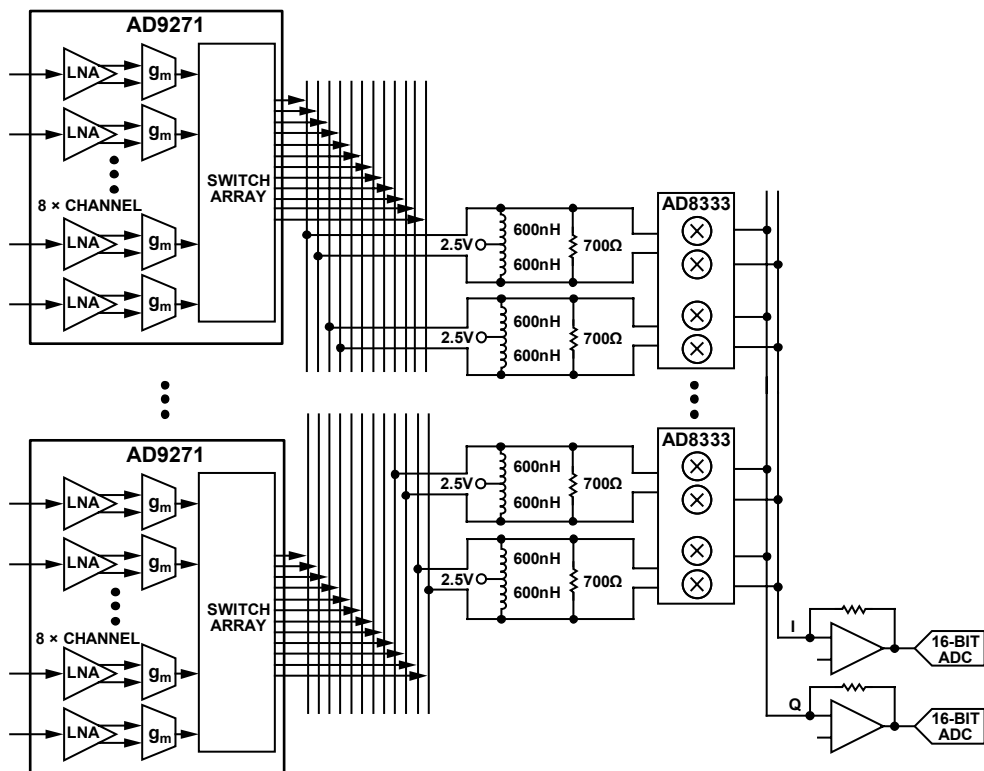 AD9271
LNA
gm
LNA
gm
8 × CHANNEL
LNA
gm
LNA
gm
SWITCH
ARRAY
2.5V
600nH
600nH
700Ω
2.5V
600nH
600nH
700Ω
AD8333
AD9271
LNA
gm
LNA
gm
8 × CHANNEL
LNA
gm
LNA
gm
SWITCH
ARRAY
2.5V
600nH
600nH
700Ω
2.5V
600nH
600nH
700Ω
AD8333
I
16-BIT
ADC
Q
16-BIT
ADC